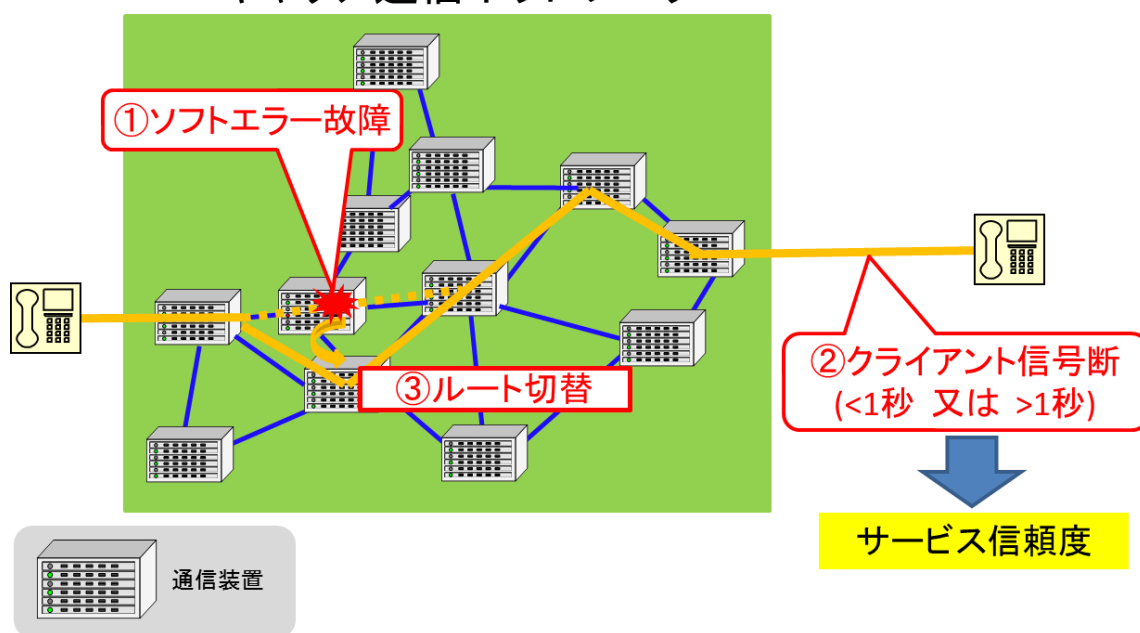 ①ソフトエラー故障
③ルート切替
②クライアント信号断
(<1秒 又は >1秒)
サービス信頼度
通信装置